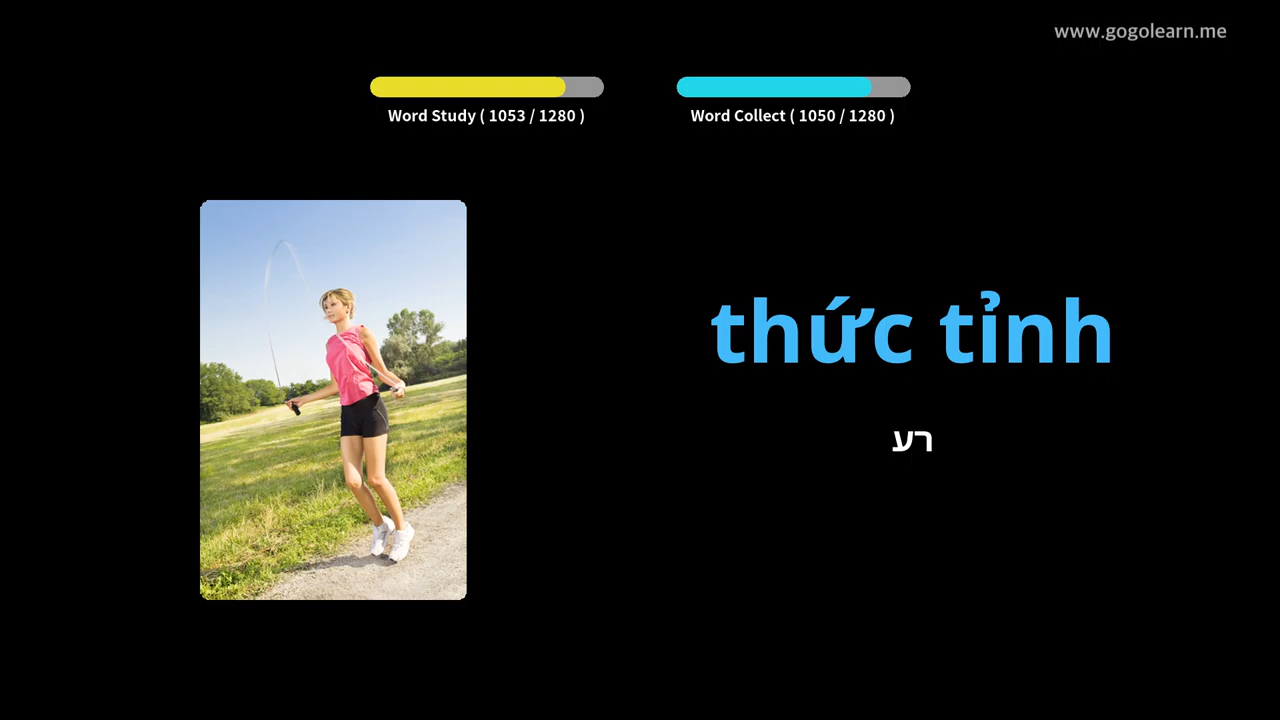 www.gogolearn.me
Word Study ( 1053 / 1280 )
Word Collect ( 1050 / 1280 )
thức tỉnh
רע